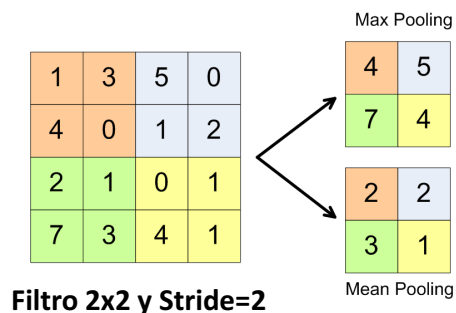 Max Pooling
1 3 5 0
4 0 1 2
2 1 0 1
7 3 4 1
4 5
7 4
2 2
3 1
Mean Pooling
Filtro 2x2 y Stride=2